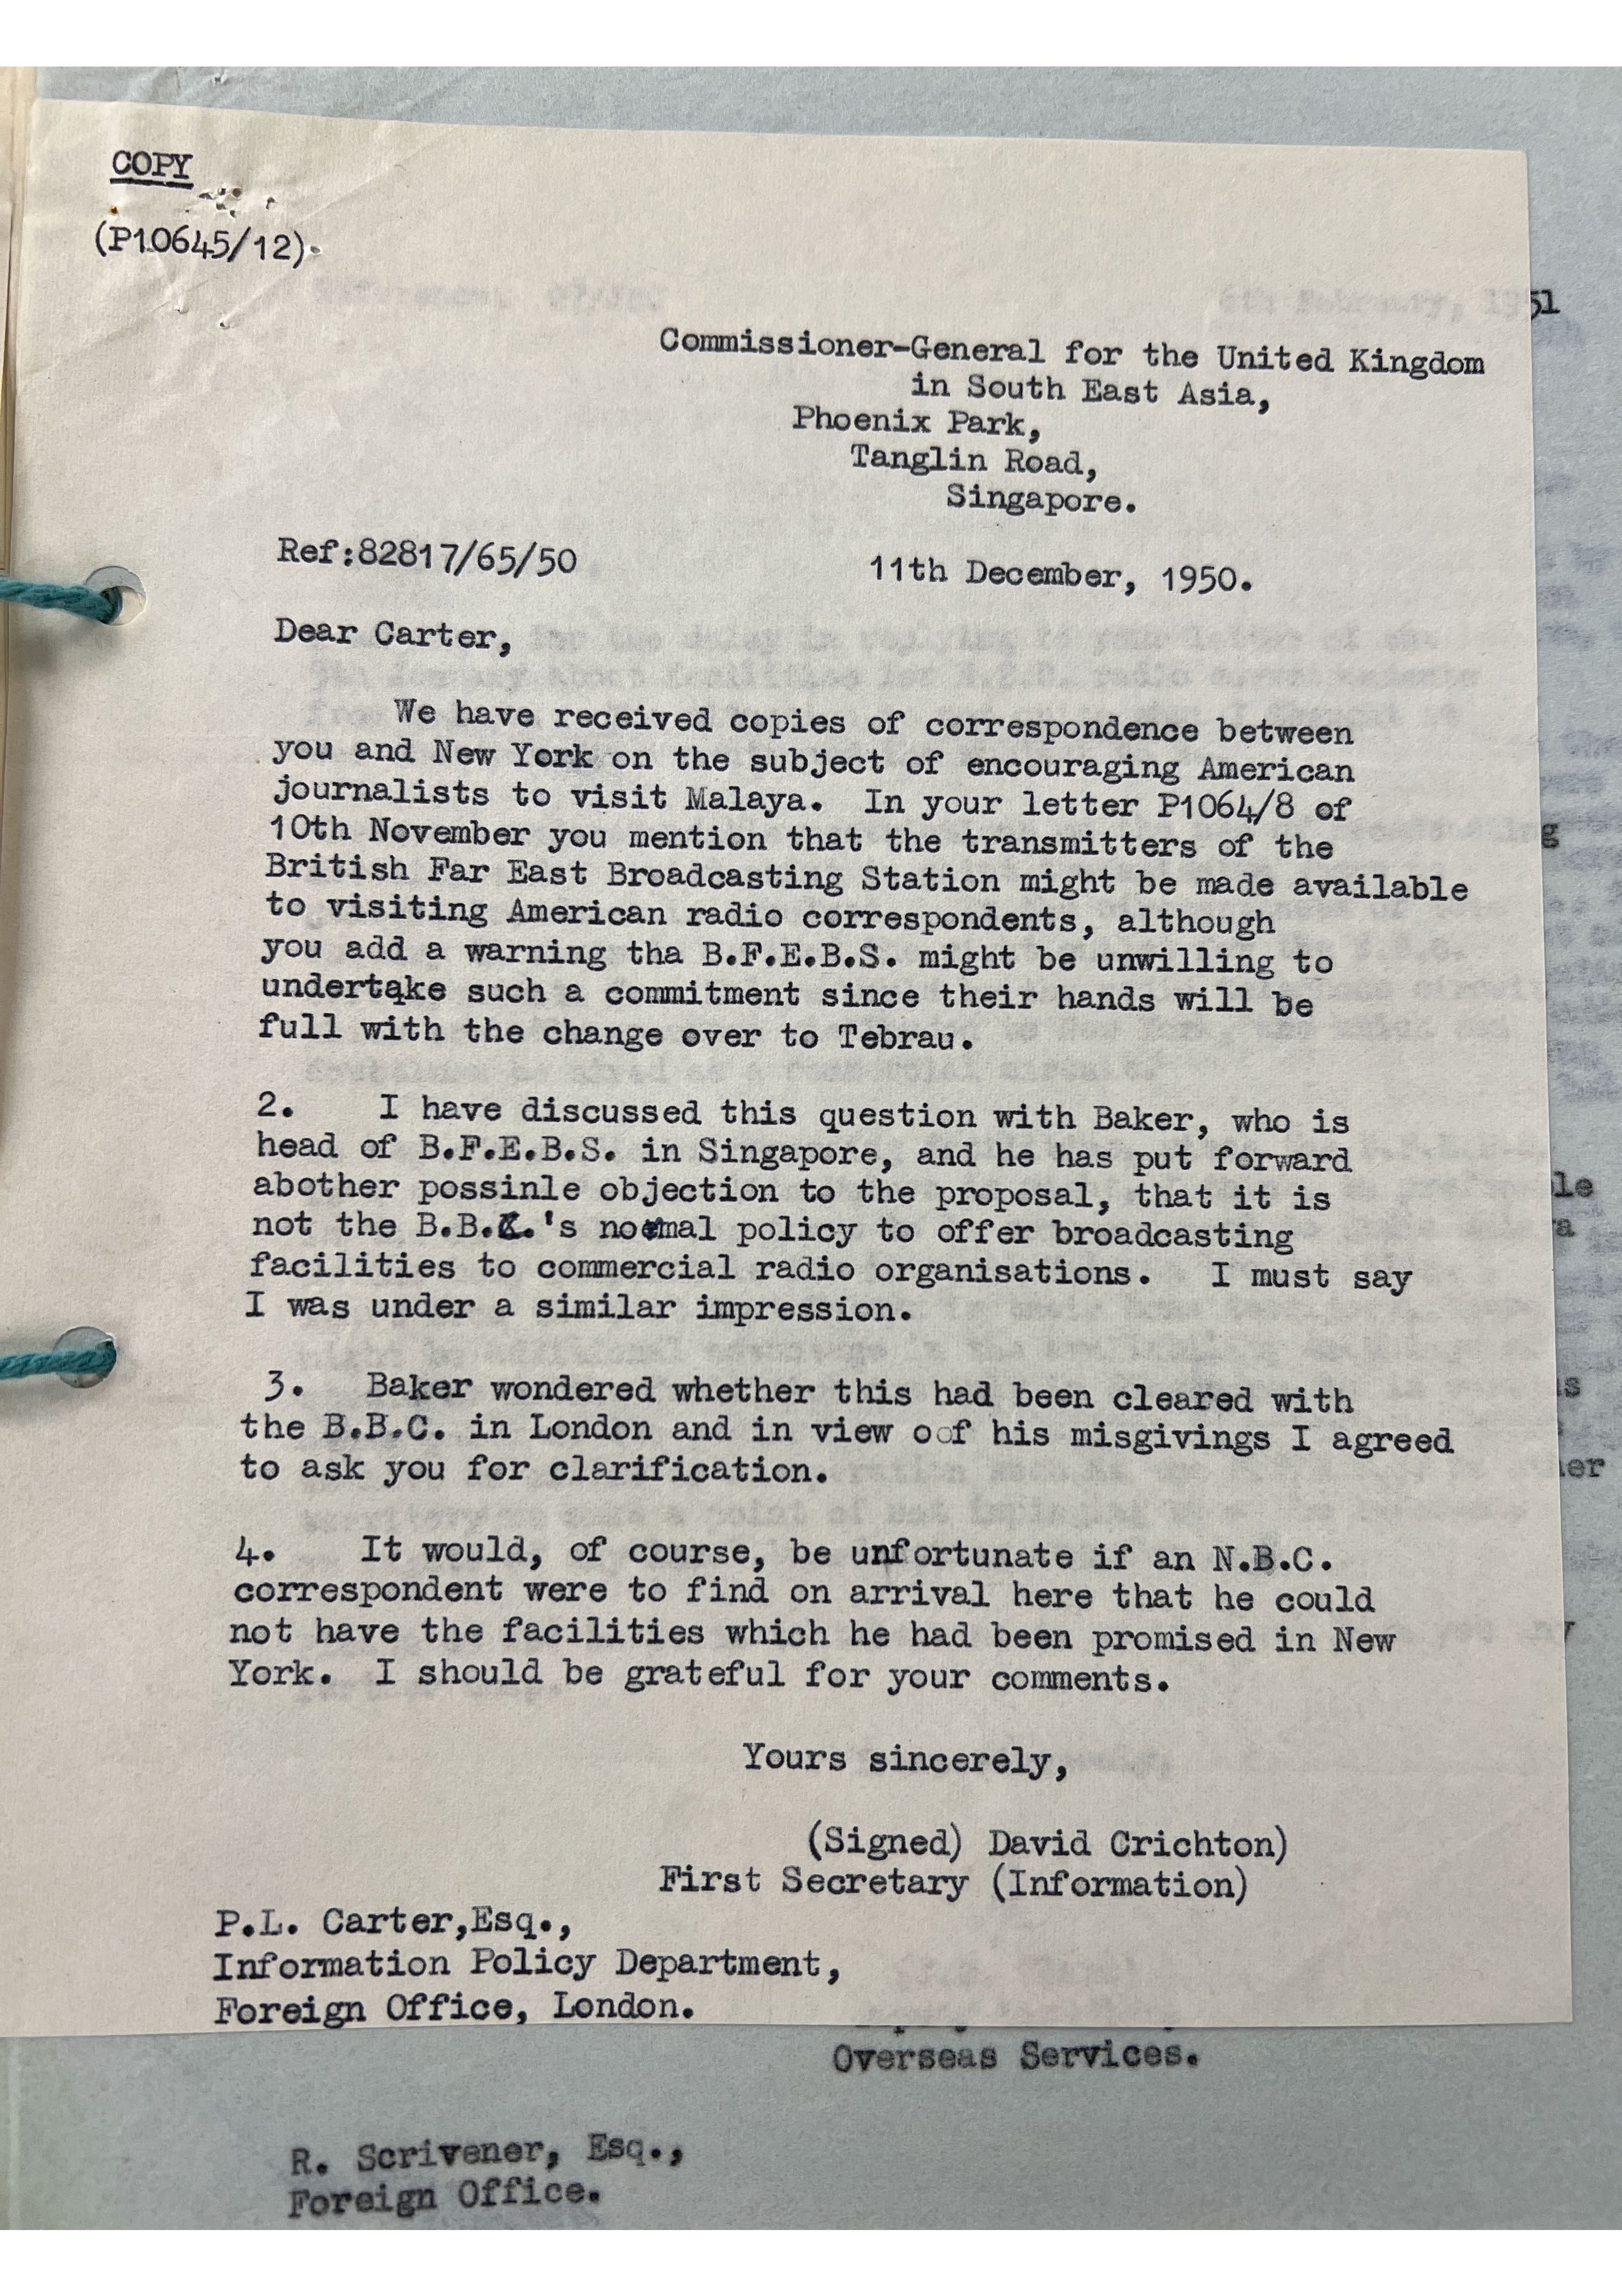 COPY
(P10645/12).
51
Commissioner-General for the United Kingdom
in South East Asia,
Phoenix Park,
Tanglin Road,
Singapore.
Ref:82817/65/50 11th December, 1950.
Dear Carter,
We have received copies of correspondence between
you and New York on the subject of encouraging American
journalists to visit Malaya. In your letter P1064/8 of
10th November you mention that the transmitters of the
British Far East Broadcasting Station might be made available
to visiting American radio correspondents, although
you add a warning tha B.F.E.B.S. might be unwilling to
undertake such a commitment since their hands will be
full with the change over to Tebrau.
2. I have discussed this question with Baker, who is
head of B.F.E.B.S. in Singapore, and he has put forward
abother possinle objection to the proposal, that it is
not the B.B.C.'s normal policy to offer broadcasting
facilities to commercial radio organisations. I must say
I was under a similar impression.
3. Baker wondered whether this had been cleared with
the B.B.C. in London and in view oof his misgivings I agreed
to ask you for clarification.
4. It would, of course, be unfortunate if an N.B.C.
correspondent were to find on arrival here that he could
not have the facilities which he had been promised in New
York. I should be grateful for your comments.
Yours sincerely,
(Signed) David Crichton)
First Secretary (Information)
P.L. Carter,Esq.,
Information Policy Department,
Foreign Office, London.
Overseas Services.
R. Scrivener, Esq.,
Foreign Office.